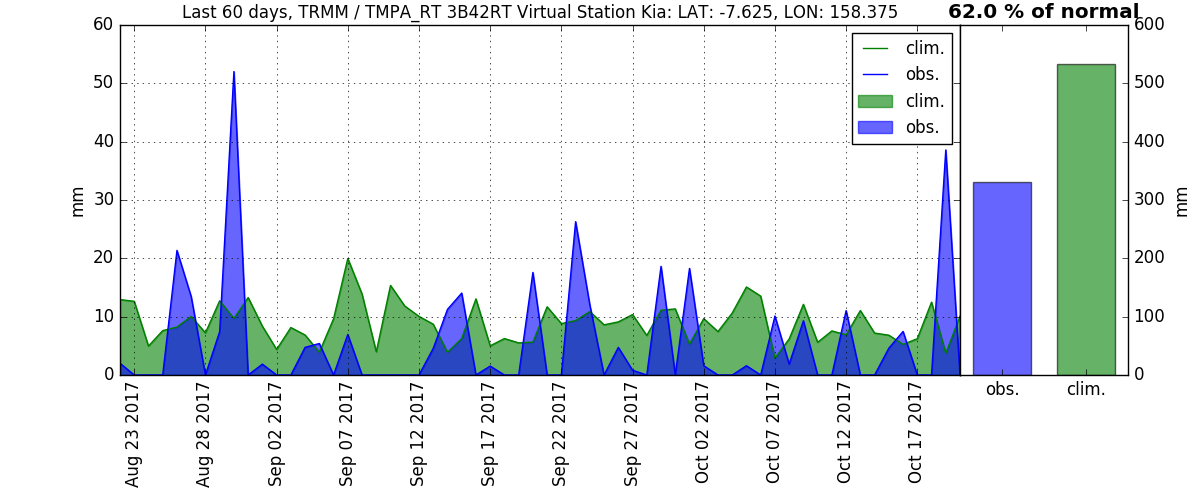 Last 60 days, TRMM / TMPA_RT 3B42RT Virtual Station Kia: LAT: -7.625, LON: 158.375
62.0 % of normal
60
50
40
30
20
10
0
mm
clim.
obs.
clim.
obs.
600
500
400
300
200
100
0
mm
Aug 23 2017
Aug 28 2017
Sep 02 2017
Sep 07 2017
Sep 12 2017
Sep 17 2017
Sep 22 2017
Sep 27 2017
Oct 02 2017
Oct 07 2017
Oct 12 2017
Oct 17 2017
obs.
clim.